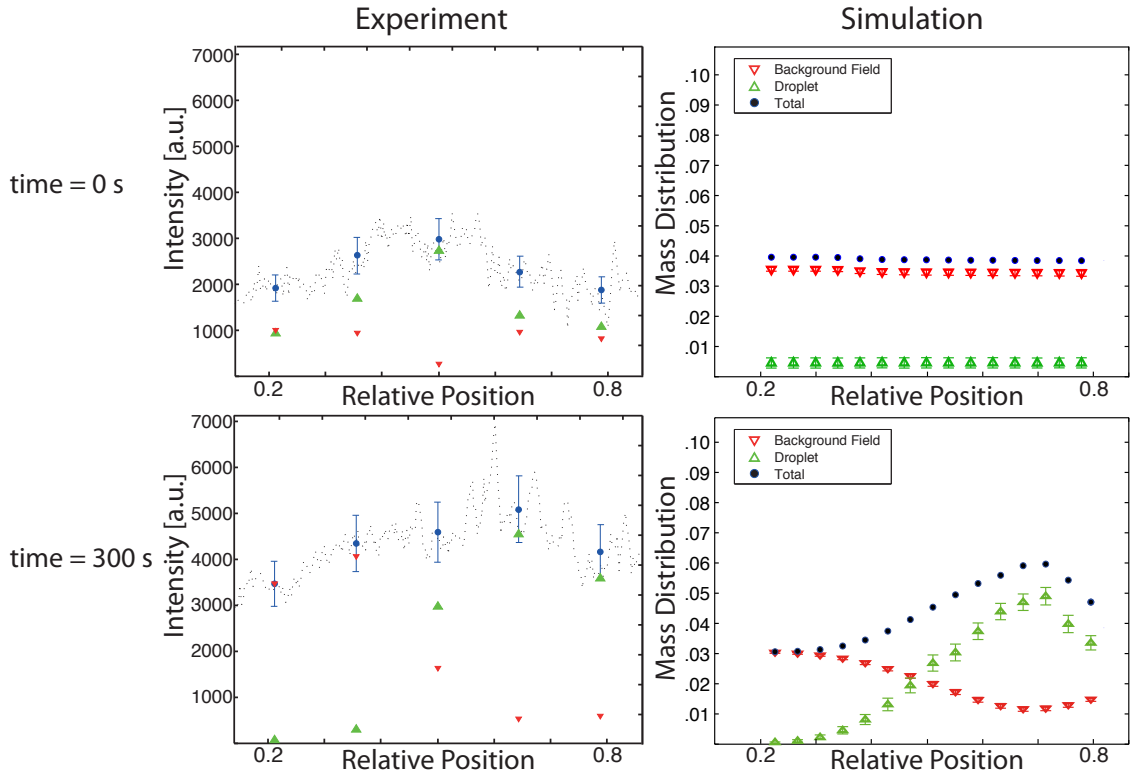 Experiment
Simulation
time = 0 s
Intensity [a.u.]
7000
6000
5000
4000
3000
2000
1000
0.2
0.8
Relative Position
Mass Distribution
.10
.09
.08
.07
.06
.05
.04
.03
.02
.01
Background Field
Droplet
Total
0.2
0.8
Relative Position
time = 300 s
Intensity [a.u.]
7000
6000
5000
4000
3000
2000
1000
0.2
0.8
Relative Position
Mass Distribution
.10
.09
.08
.07
.06
.05
.04
.03
.02
.01
Background Field
Droplet
Total
0.2
0.8
Relative Position